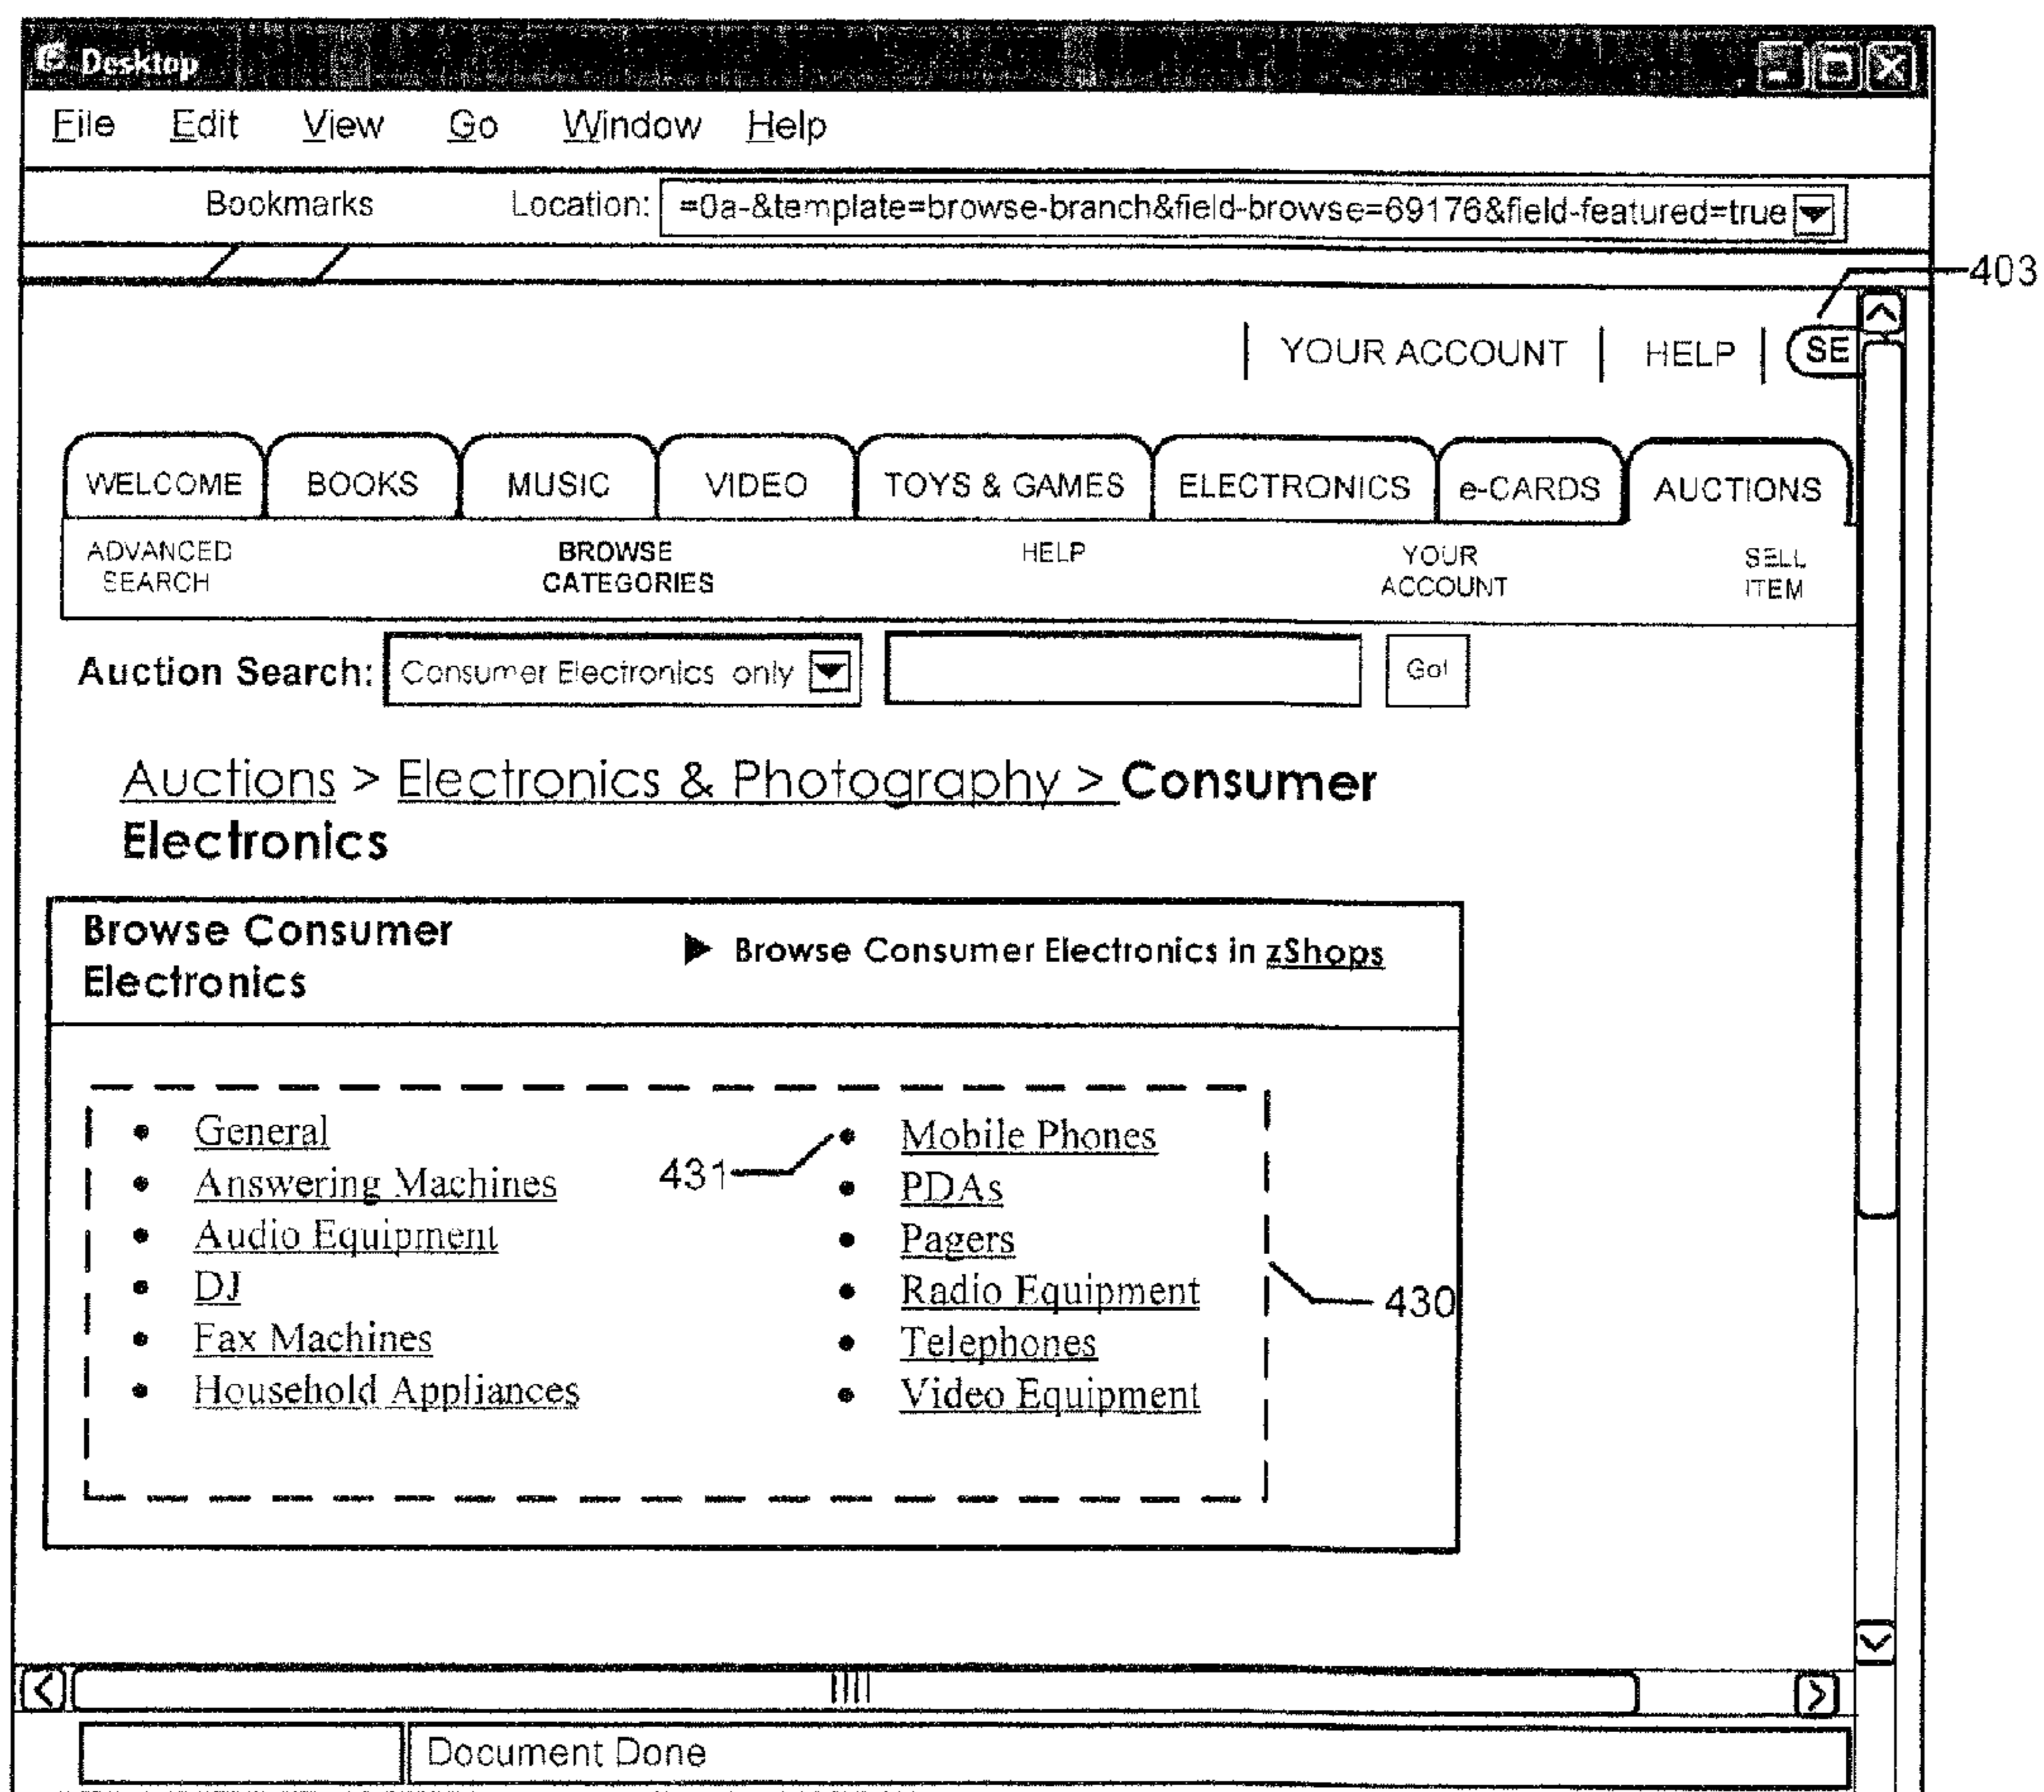 Desktop
File Edit View Go Window Help
Bookmarks Location: =0a-&template=browse-branch&field-browse=69176&field-featured=true
403
YOUR ACCOUNT | HELP | SE
WELCOME BOOKS MUSIC VIDEO TOYS & GAMES ELECTRONICS e-CARDS AUCTIONS
ADVANCED SEARCH BROWSE CATEGORIES HELP YOUR ACCOUNT SELL ITEM
Auction Search: Consumer Electronics only Go!
Auctions > Electronics & Photography > Consumer
Electronics
Browse Consumer
Electronics
Browse Consumer Electronics in zShops
General
Answering Machines
Audio Equipment
DJ
Fax Machines
Household Appliances
431
Mobile Phones
PDAs
Pagers
Radio Equipment
Telephones
Video Equipment
430
Document Done